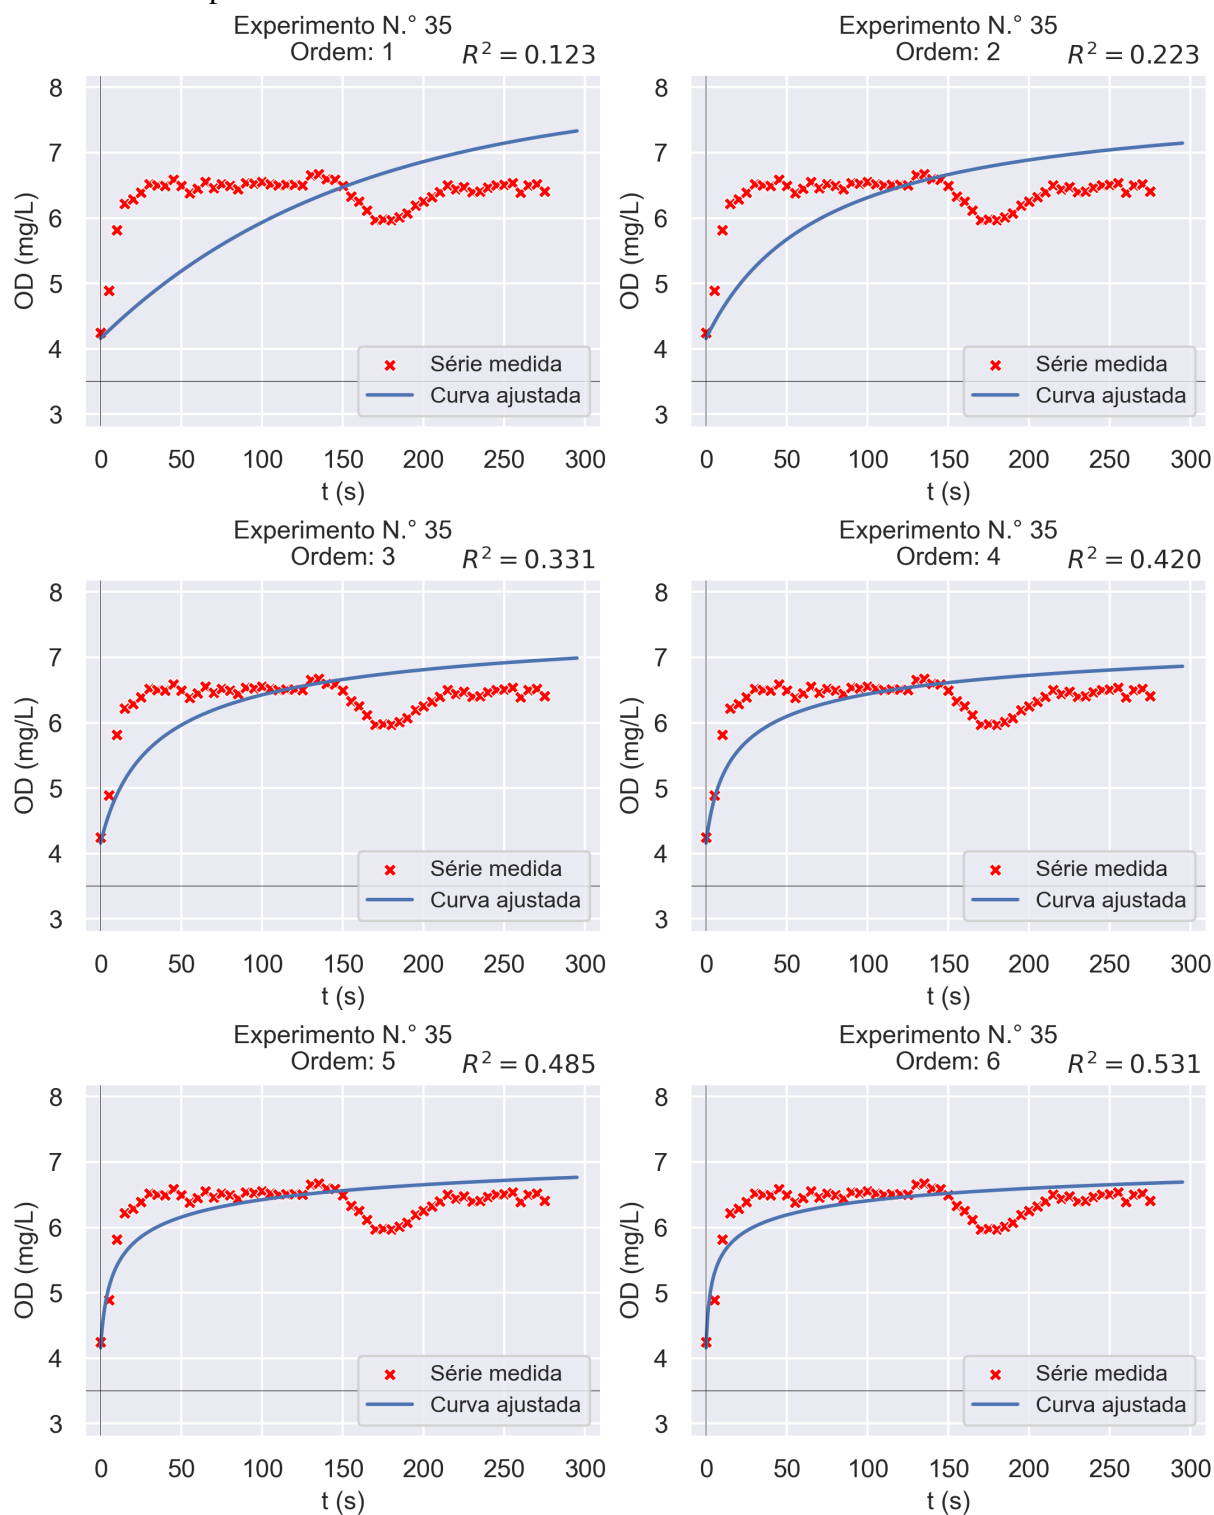 Experimento N.° 35
Ordem: 1 R² = 0.123
8
7
6
5
4
3
OD (mg/L)
Série medida
Curva ajustada
0 50 100 150 200 250 300
t (s)
Experimento N.° 35
Ordem: 2 R² = 0.223
8
7
6
5
4
3
OD (mg/L)
Série medida
Curva ajustada
0 50 100 150 200 250 300
t (s)
Experimento N.° 35
Ordem: 3 R² = 0.331
8
7
6
5
4
3
OD (mg/L)
Série medida
Curva ajustada
0 50 100 150 200 250 300
t (s)
Experimento N.° 35
Ordem: 4 R² = 0.420
8
7
6
5
4
3
OD (mg/L)
Série medida
Curva ajustada
0 50 100 150 200 250 300
t (s)
Experimento N.° 35
Ordem: 5 R² = 0.485
8
7
6
5
4
3
OD (mg/L)
Série medida
Curva ajustada
0 50 100 150 200 250 300
t (s)
Experimento N.° 35
Ordem: 6 R² = 0.531
8
7
6
5
4
3
OD (mg/L)
Série medida
Curva ajustada
0 50 100 150 200 250 300
t (s)